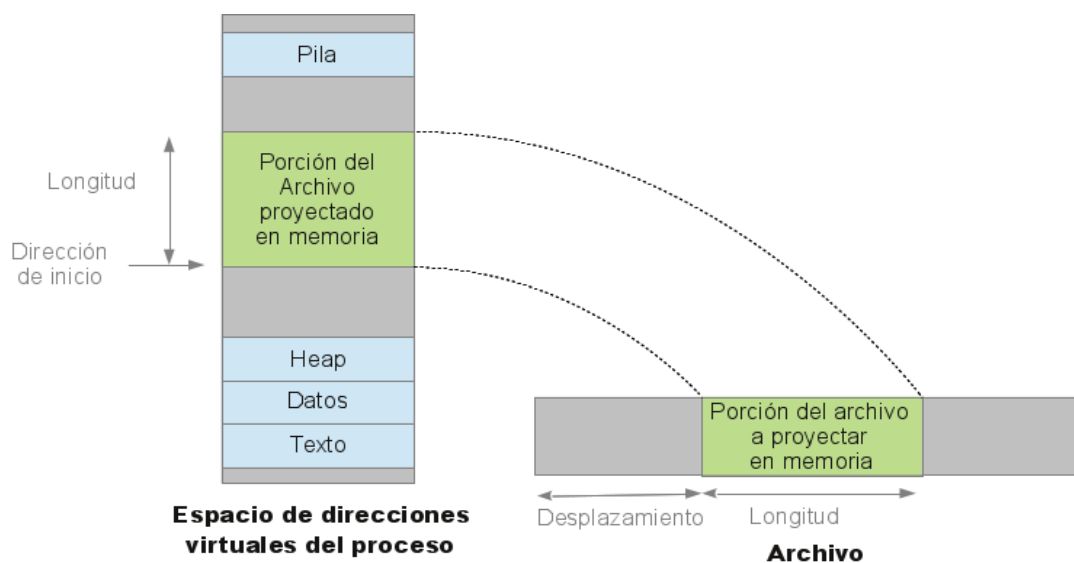 Pila
Porción del
Archivo
proyectado
en memoria
Longitud
Dirección
de inicio
Heap
Datos
Texto
Espacio de direcciones
virtuales del proceso
Porción del archivo
a proyectar
en memoria
Desplazamiento
Longitud
Archivo